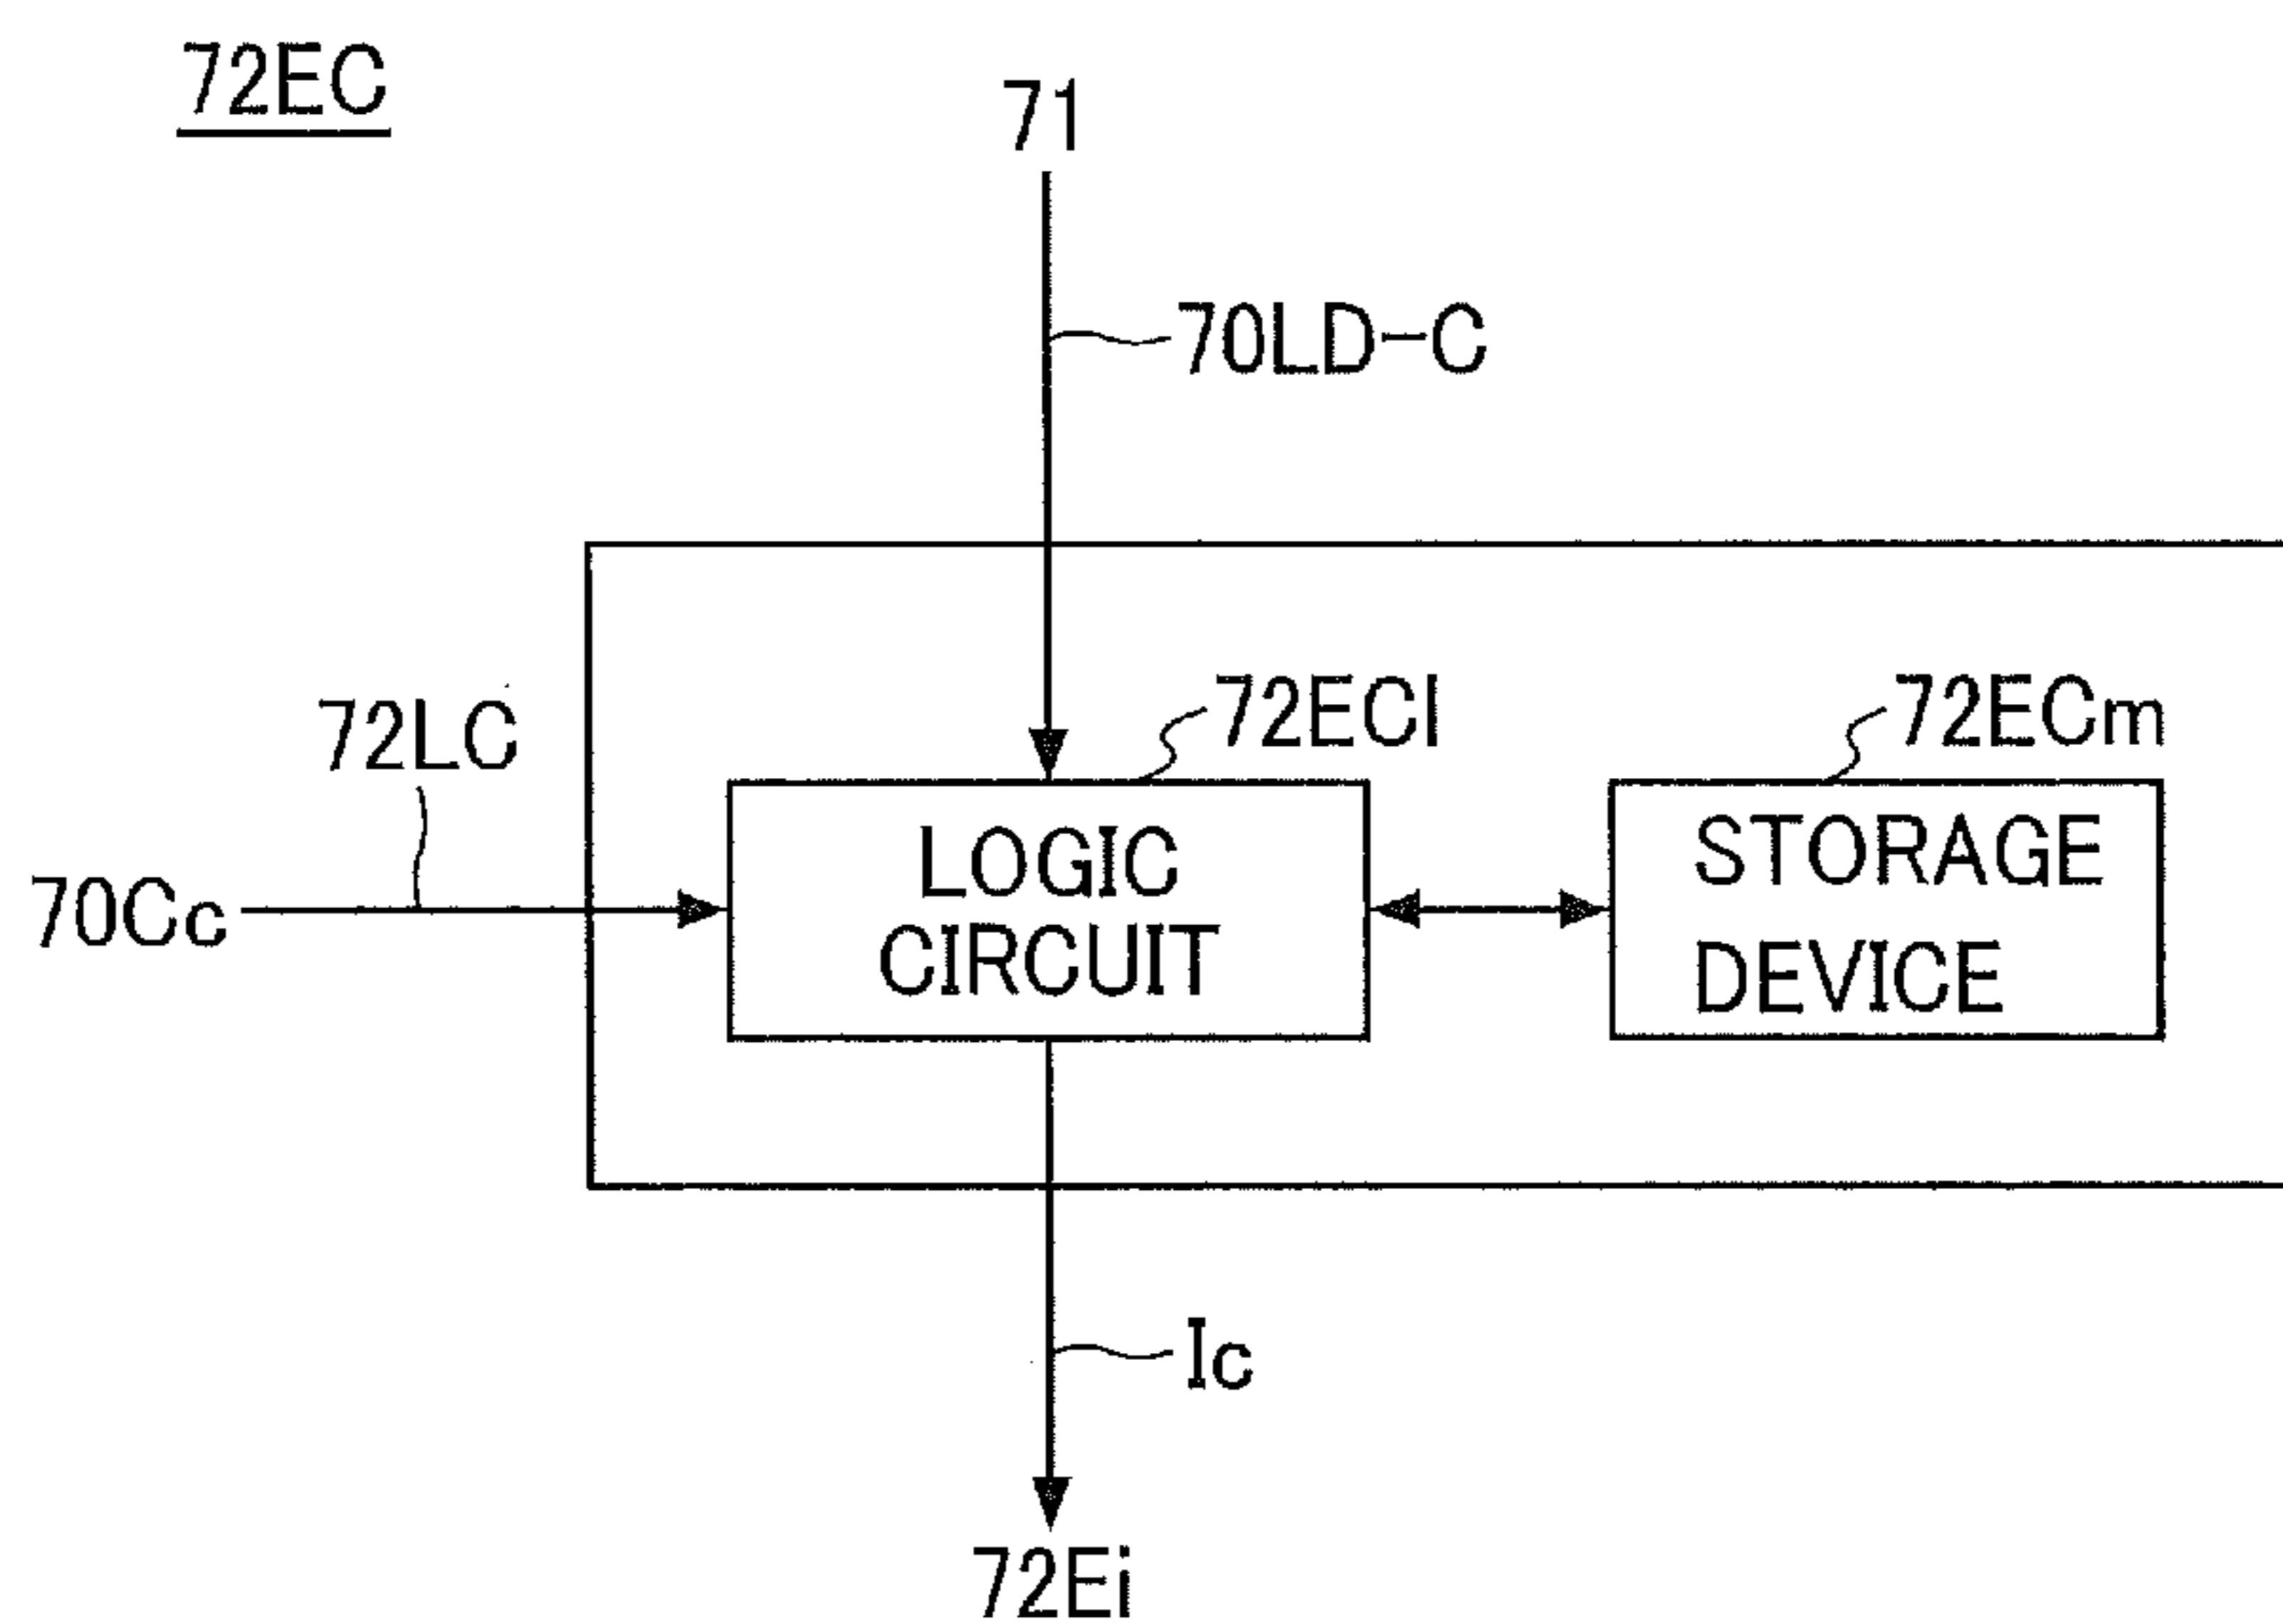 72EC
71
70LD-C
72ECl
72ECm
72LC
LOGIC
CIRCUIT
STORAGE
DEVICE
70Cc
Ic
72Ei